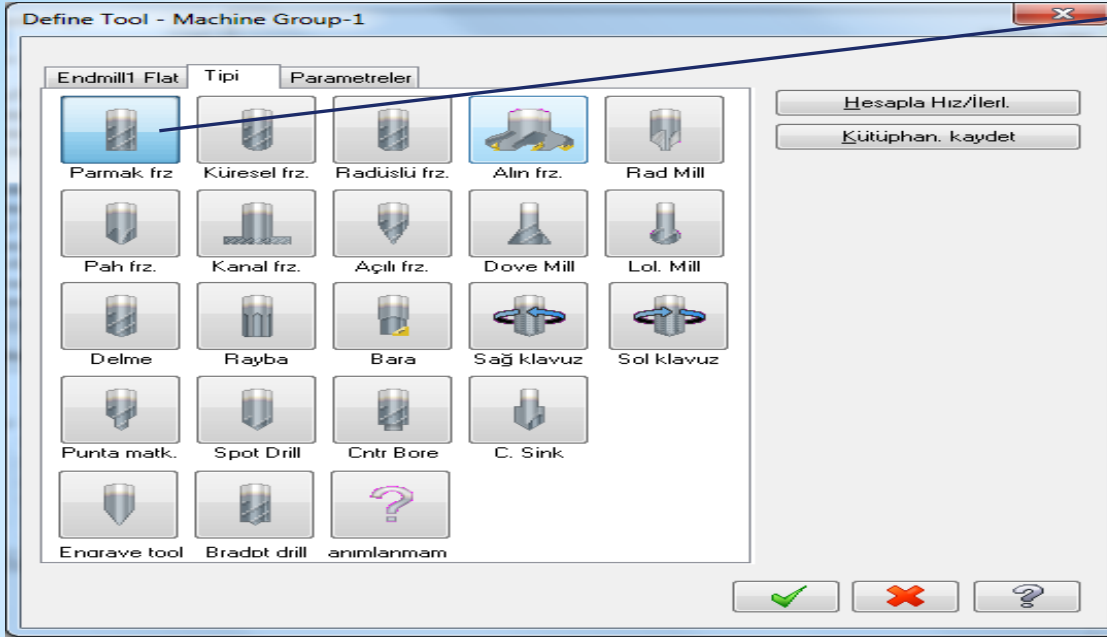 Define Tool - Machine Group-1
Endmill1 Flat Tipi Parametreler
Hesapla Hız/İlerl.
Kütüphan. kaydet
Parmak frz Küresel frz. Radüslü frz. Alın frz. Rad Mill
Pah frz. Kanal frz. Açılı frz. Dove Mill Lol. Mill
Delme Rayba Bara Sağ klavuz Sol klavuz
Punta matk. Spot Drill Cntr Bore C. Sink
Engrave tool Bradpt drill anımlanmam